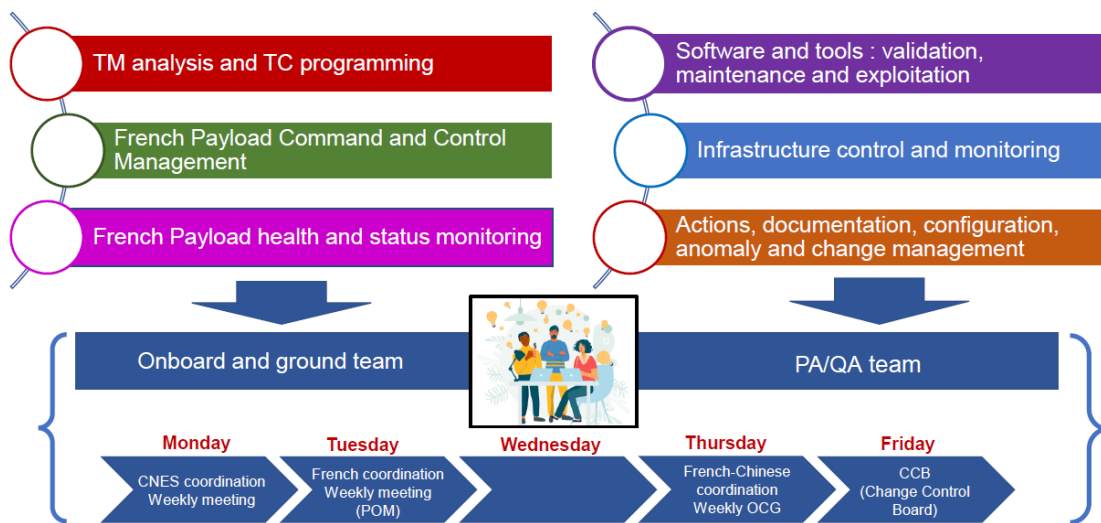 TM analysis and TC programming
French Payload Command and Control
Management
French Payload health and status monitoring
Software and tools : validation,
maintenance and exploitation
Infrastructure control and monitoring
Actions, documentation, configuration,
anomaly and change management
Onboard and ground team
PA/QA team
Monday
CNES coordination
Weekly meeting
Tuesday
French coordination
Weekly meeting
(POM)
Wednesday
Thursday
French-Chinese
coordination
Weekly OCG
Friday
CCB
(Change Control
Board)